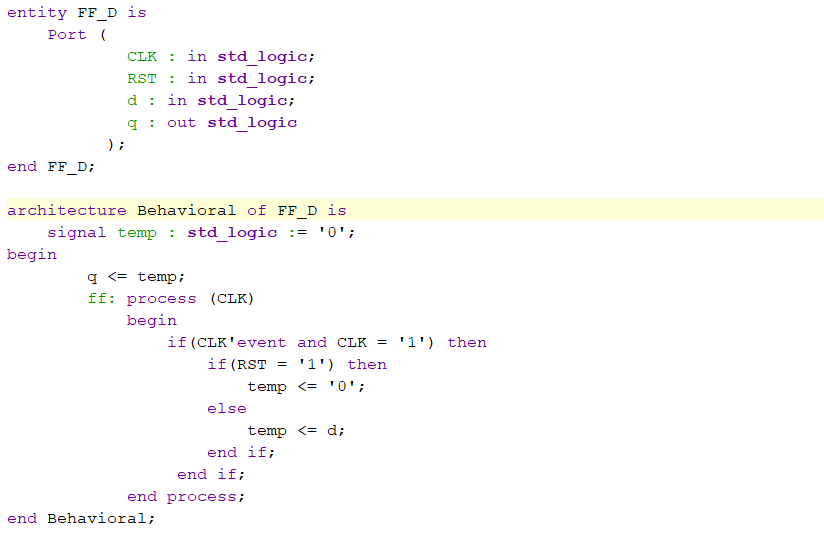 entity FF_D is
    Port (
            CLK : in std_logic;
            RST : in std_logic;
            d : in std_logic;
            q : out std_logic
          );
end FF_D;

architecture Behavioral of FF_D is
    signal temp : std_logic := '0';
begin
        q <= temp;
        ff: process (CLK)
            begin
                if(CLK'event and CLK = '1') then
                    if(RST = '1') then
                        temp <= '0';
                    else
                        temp <= d;
                    end if;
                 end if;
            end process;
end Behavioral;